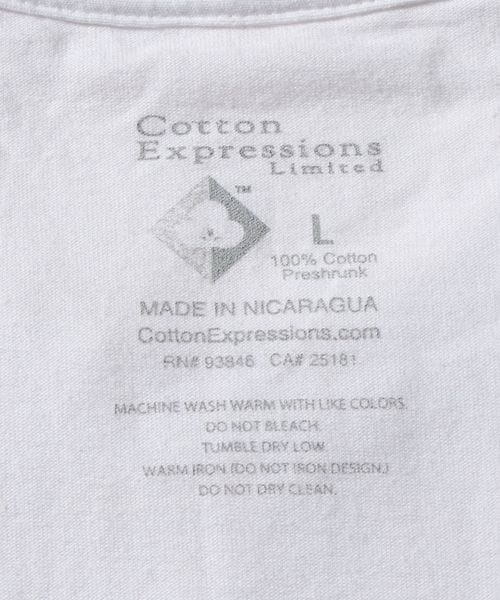 Cotton
Expressions
Limited
™
L
100% Cotton
Preshrunk
MADE IN NICARAGUA
CottonExpressions.com
RN# 93846 CA# 25181
MACHINE WASH WARM WITH LIKE COLORS.
DO NOT BLEACH.
TUMBLE DRY LOW.
WARM IRON (DO NOT IRON DESIGN.)
DO NOT DRY CLEAN.